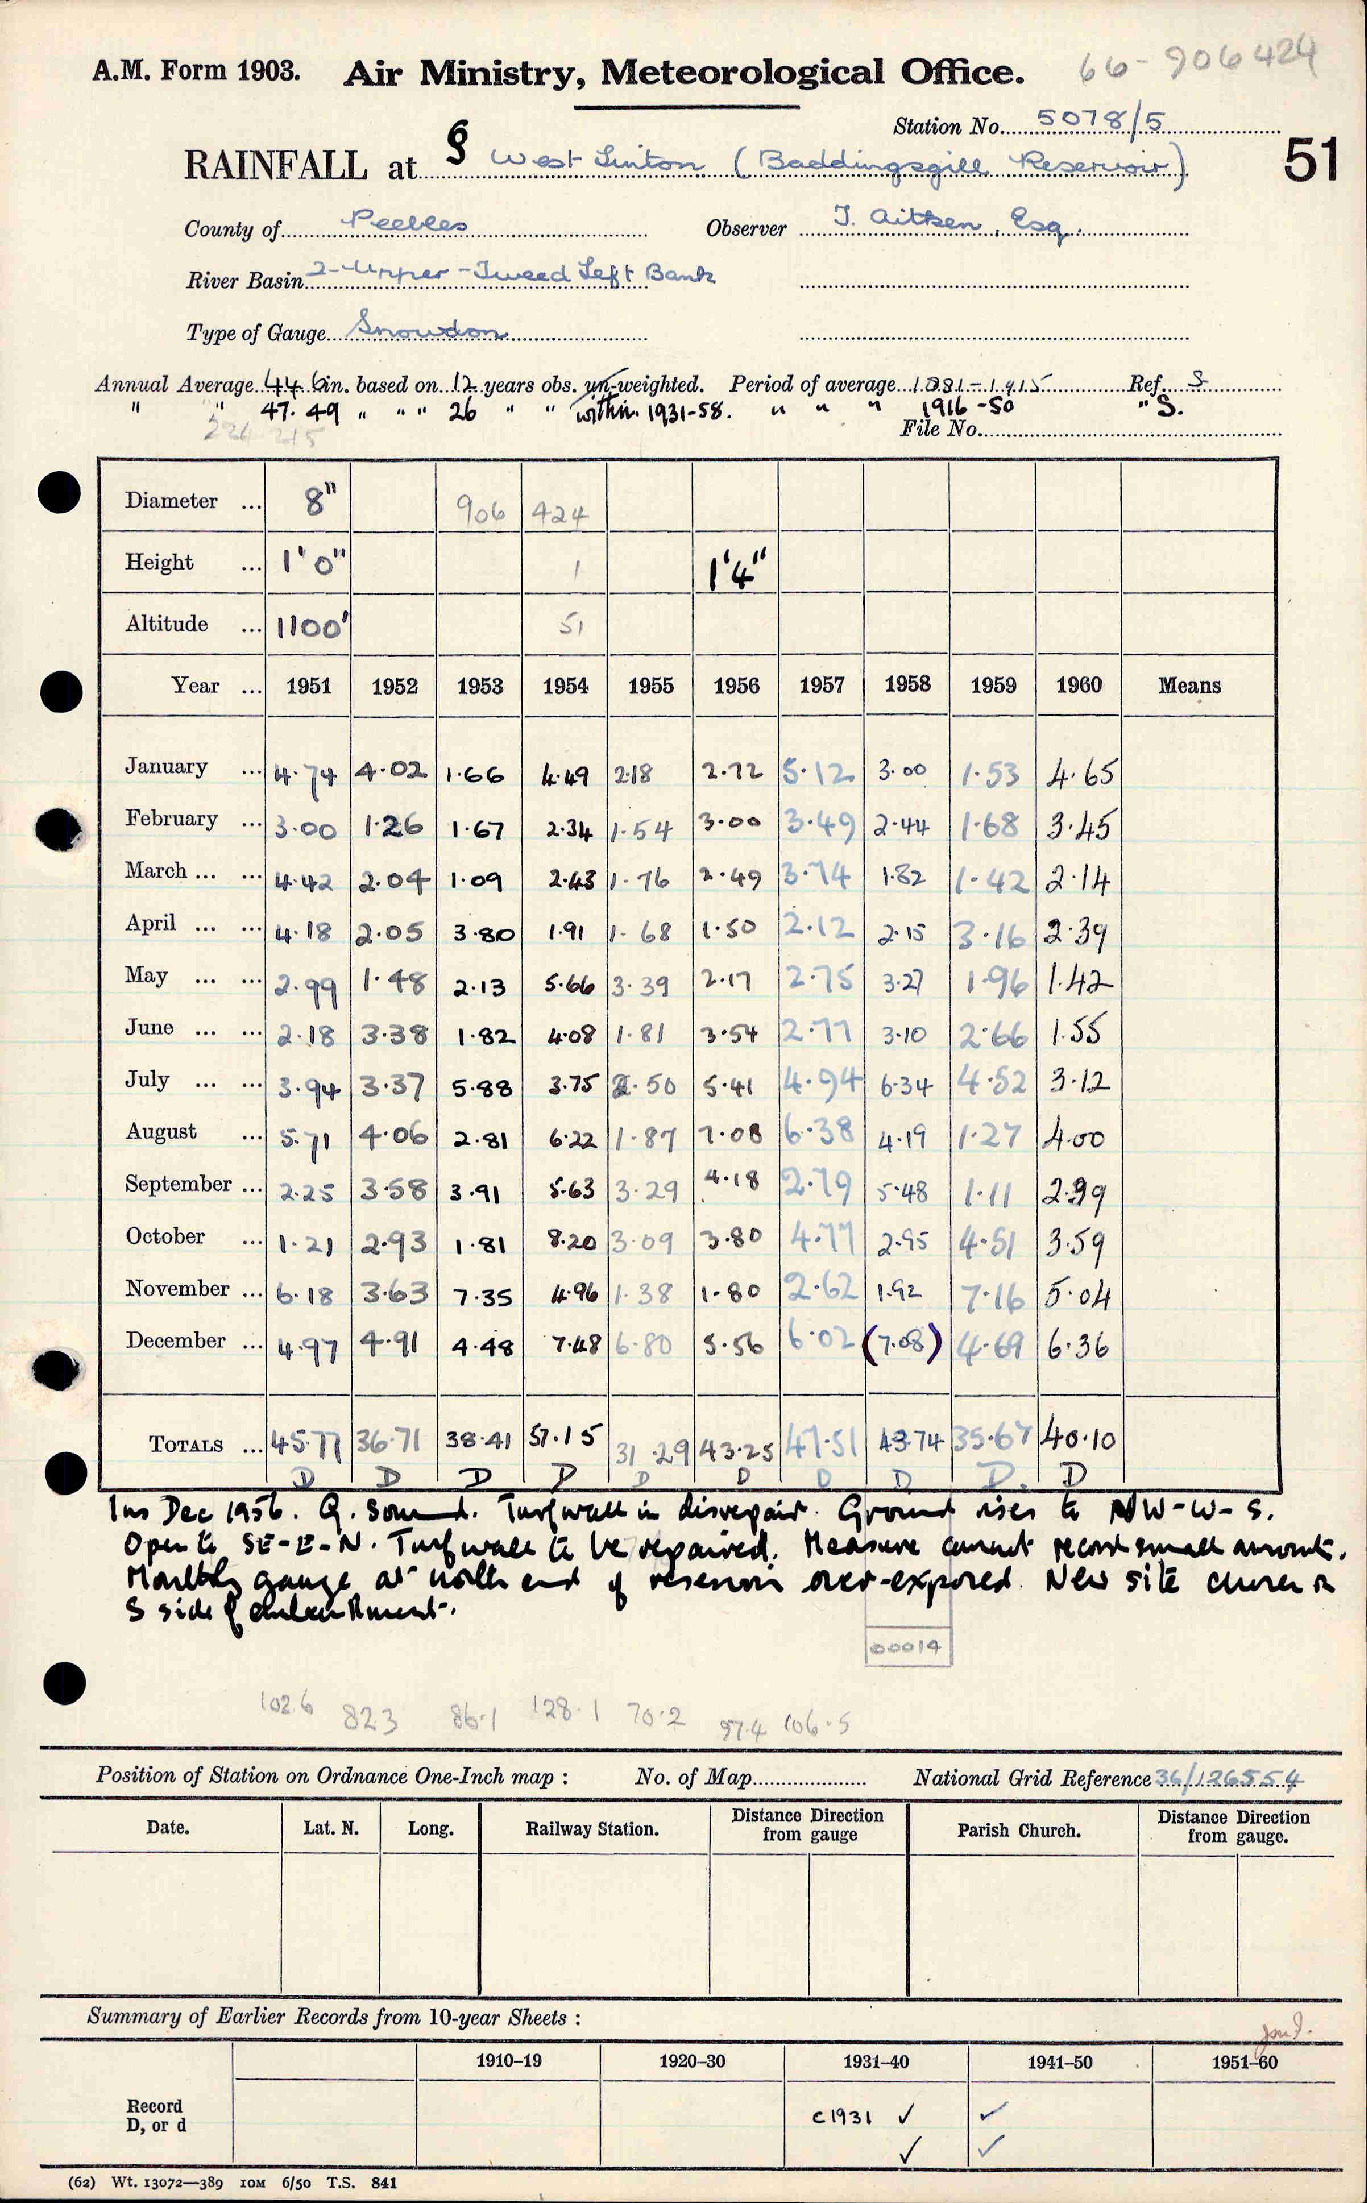 A.M. Form 1903. Air Ministry, Meteorological Office. 66-906424
Station No. 5078/5
RAINFALL at § West Linton (Baddingsgill Reservoir) 51
County of Peebles Observer T. Aitken, Esq.
River Basin 2-Upper-Tweed Left Bank
Type of Gauge Snowdon
Annual Average 44.6 in. based on 12 years obs. un-weighted. Period of average 1881-1915 Ref. S
" " 47.49 " " " 26 " " within 1931-58. " " " 1916-50 " S.
224 215 File No.
Diameter ... 8" 906 424
Height ... 1'0" 1 1'4"
Altitude ... 1100' 51
Year ... 1951 1952 1953 1954 1955 1956 1957 1958 1959 1960 Means
January ... 4.74 4.02 1.66 4.49 2.18 2.72 5.12 3.00 1.53 4.65
February ... 3.00 1.26 1.67 2.34 1.54 3.00 3.49 2.44 1.68 3.45
March ... ... 4.42 2.04 1.09 2.43 1.76 2.49 3.74 1.82 1.42 2.14
April ... ... 4.18 2.05 3.80 1.91 1.68 1.50 2.12 2.15 3.16 2.39
May ... ... 2.99 1.48 2.13 5.66 3.39 2.17 2.75 3.27 1.96 1.42
June ... ... 2.18 3.38 1.82 4.08 1.81 3.54 2.77 3.10 2.66 1.55
July ... ... 3.94 3.37 5.88 3.75 2.50 5.41 4.94 6.34 4.52 3.12
August ... 5.71 4.06 2.81 6.22 1.87 7.08 6.38 4.19 1.27 4.00
September ... 2.25 3.58 3.91 5.63 3.29 4.18 2.79 5.48 1.11 2.39
October ... 1.21 2.93 1.81 8.20 3.09 3.80 4.77 2.95 4.51 3.59
November ... 6.18 3.63 7.35 4.96 1.38 1.80 2.62 1.92 7.16 5.04
December ... 4.97 4.91 4.48 7.48 6.80 5.56 6.02 (7.08) 4.69 6.36
TOTALS ... 45.77 36.71 38.41 57.15 31.29 43.25 47.51 43.74 35.67 40.10
D D D D D D D D D. D
Ins Dec 1956. G. sound. Turf wall in disrepair. Ground rises to NW-W-S.
Open to SE-E-N. Turf wall to be repaired. Measure cannot record small amounts.
Monthly gauge at north end of reservoir over-exposed. New site chosen on
S side of embankment.
00014
102.6 823 86.1 128.1 70.2 97.4 106.5
Position of Station on Ordnance One-Inch map : No. of Map National Grid Reference 36/126554
Date. Lat. N. Long. Railway Station. Distance Direction from gauge Parish Church. Distance Direction from gauge.
Summary of Earlier Records from 10-year Sheets :
1910–19 1920–30 1931–40 1941–50 1951–60
Record c1931 ✓ ✓
D, or d ✓ ✓
(62) Wt. 13072—389 10M 6/50 T.S. 841